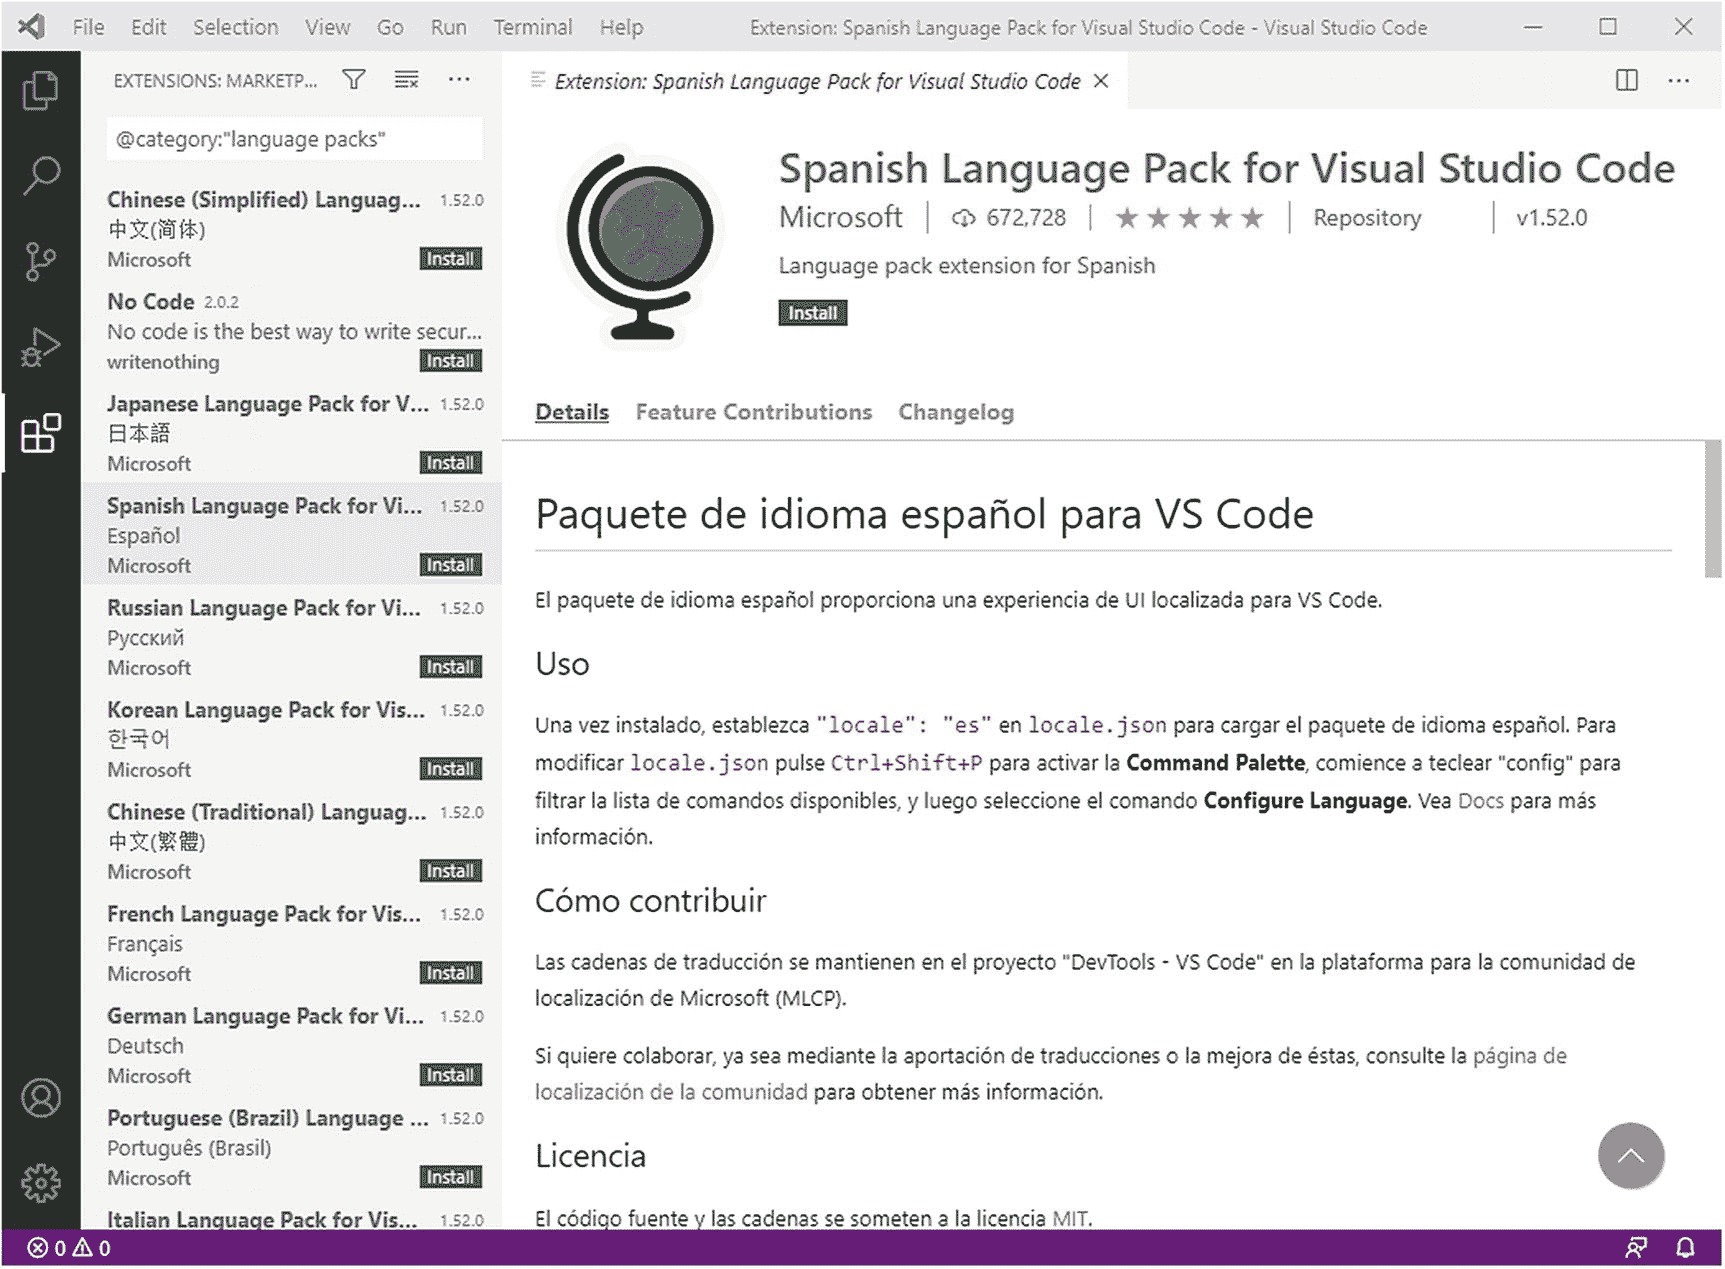 File Edit Selection View Go Run Terminal Help Extension: Spanish Language Pack for Visual Studio Code - Visual Studio Code
EXTENSIONS: MARKETP...
@category:"language packs"
Chinese (Simplified) Languag... 1.52.0
中文(简体)
Microsoft Install
No Code 2.0.2
No code is the best way to write secur...
writenothing Install
Japanese Language Pack for V... 1.52.0
日本語
Microsoft Install
Spanish Language Pack for Vi... 1.52.0
Español
Microsoft Install
Russian Language Pack for Vi... 1.52.0
Русский
Microsoft Install
Korean Language Pack for Vis... 1.52.0
한국어
Microsoft Install
Chinese (Traditional) Languag... 1.52.0
中文(繁體)
Microsoft Install
French Language Pack for Vis... 1.52.0
Français
Microsoft Install
German Language Pack for Vi... 1.52.0
Deutsch
Microsoft Install
Portuguese (Brazil) Language ... 1.52.0
Português (Brasil)
Microsoft Install
Italian Language Pack for Vis... 1.52.0
Extension: Spanish Language Pack for Visual Studio Code
Spanish Language Pack for Visual Studio Code
Microsoft 672,728 Repository v1.52.0
Language pack extension for Spanish
Install
Details Feature Contributions Changelog
Paquete de idioma español para VS Code
El paquete de idioma español proporciona una experiencia de UI localizada para VS Code.
Uso
Una vez instalado, establezca "locale": "es" en locale.json para cargar el paquete de idioma español. Para
modificar locale.json pulse Ctrl+Shift+P para activar la Command Palette, comience a teclear "config" para
filtrar la lista de comandos disponibles, y luego seleccione el comando Configure Language. Vea Docs para más
información.
Cómo contribuir
Las cadenas de traducción se mantienen en el proyecto "DevTools - VS Code" en la plataforma para la comunidad de
localización de Microsoft (MLCP).
Si quiere colaborar, ya sea mediante la aportación de traducciones o la mejora de éstas, consulte la página de
localización de la comunidad para obtener más información.
Licencia
El código fuente y las cadenas se someten a la licencia MIT.
0 0